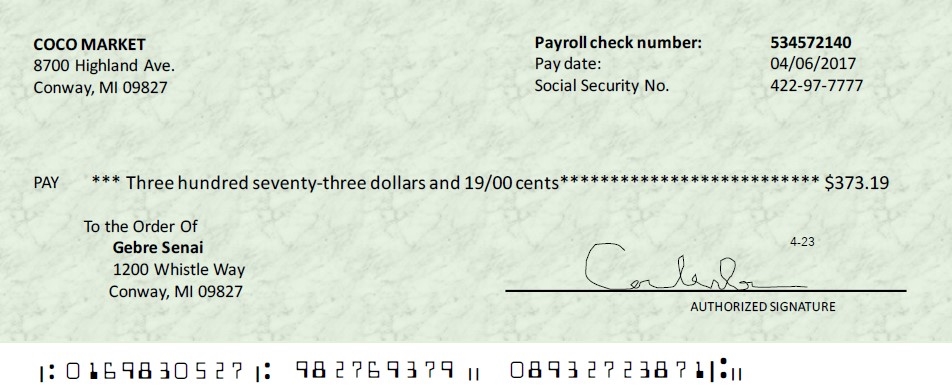 COCO MARKET
8700 Highland Ave.
Conway, MI 09827
Payroll check number: 534572140
Pay date: 04/06/2017
Social Security No. 422-97-7777
PAY *** Three hundred seventy-three dollars and 19/00 cents************************** $373.19
To the Order Of
Gebre Senai
1200 Whistle Way
Conway, MI 09827
4-23
AUTHORIZED SIGNATURE
|: 0169830527 |: 982769379 || 0893272387 1|:||